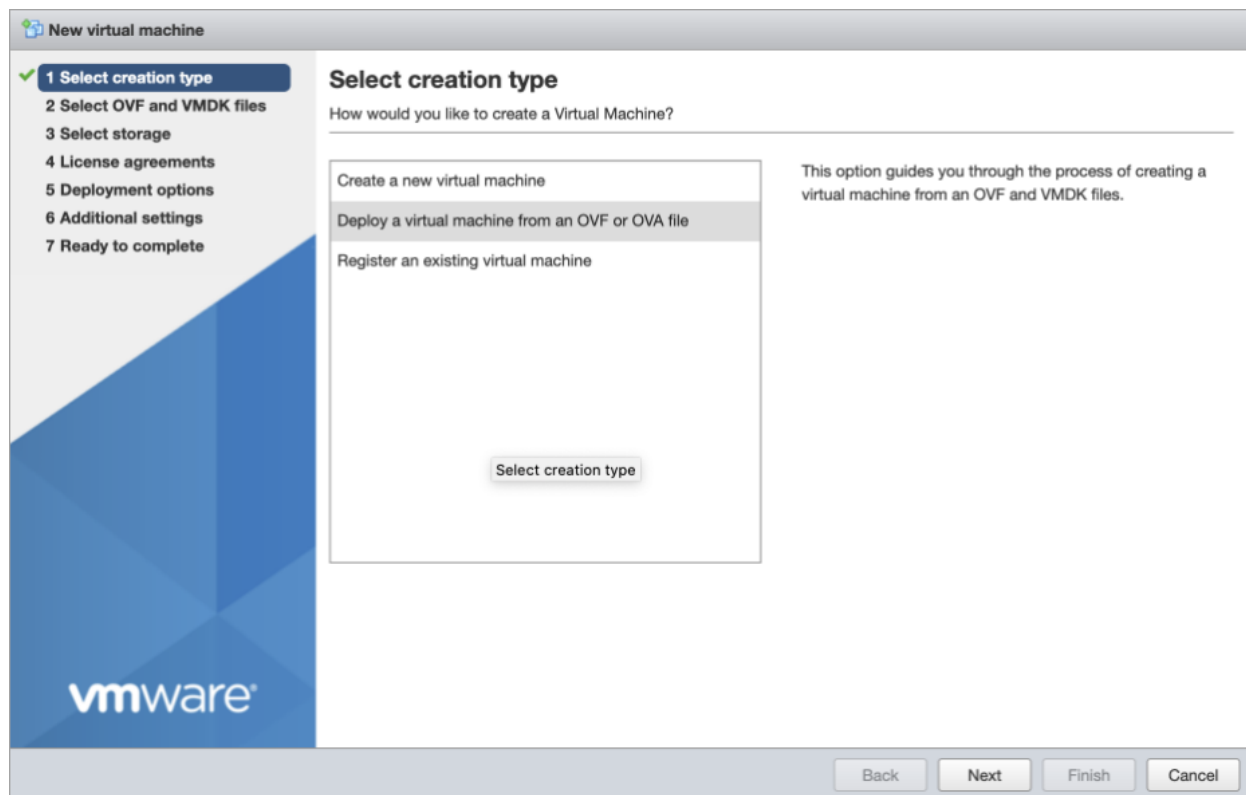 New virtual machine
1 Select creation type
2 Select OVF and VMDK files
3 Select storage
4 License agreements
5 Deployment options
6 Additional settings
7 Ready to complete
vmware®
Select creation type
How would you like to create a Virtual Machine?
Create a new virtual machine
Deploy a virtual machine from an OVF or OVA file
Register an existing virtual machine
Select creation type
This option guides you through the process of creating a
virtual machine from an OVF and VMDK files.
Back Next Finish Cancel